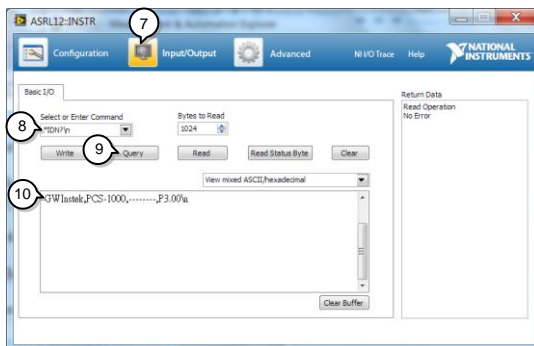 ASRL12::INSTR
7
Configuration Input/Output Advanced NI I/O Trace Help NATIONAL INSTRUMENTS
Basic I/O
Return Data
Select or Enter Command Bytes to Read
Read Operation
No Error
8 *IDN?\n 1024
9
Write Query Read Read Status Byte Clear
View mixed ASCII/hexadecimal
10 GWInstek,PCS-1000,--------,P3.00\n
Clear Buffer